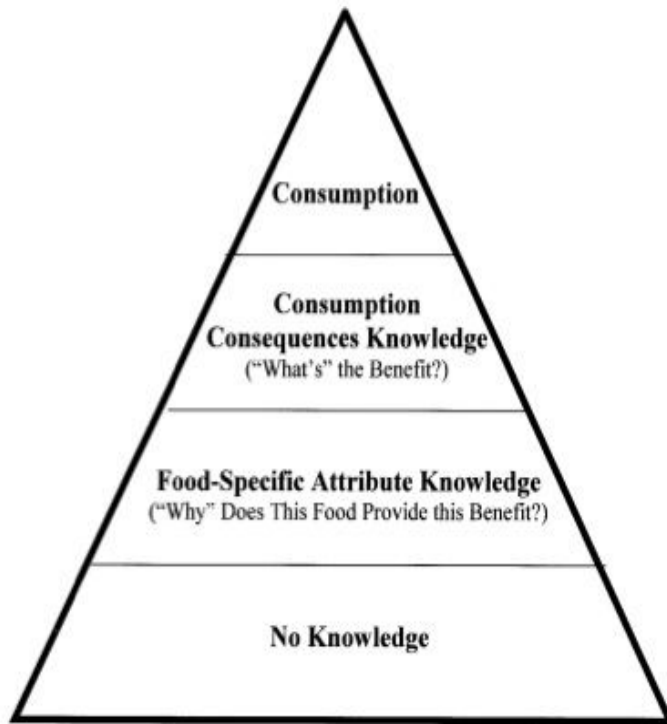 Consumption
Consumption
Consequences Knowledge
(“What’s” the Benefit?)
Food-Specific Attribute Knowledge
(“Why” Does This Food Provide this Benefit?)
No Knowledge